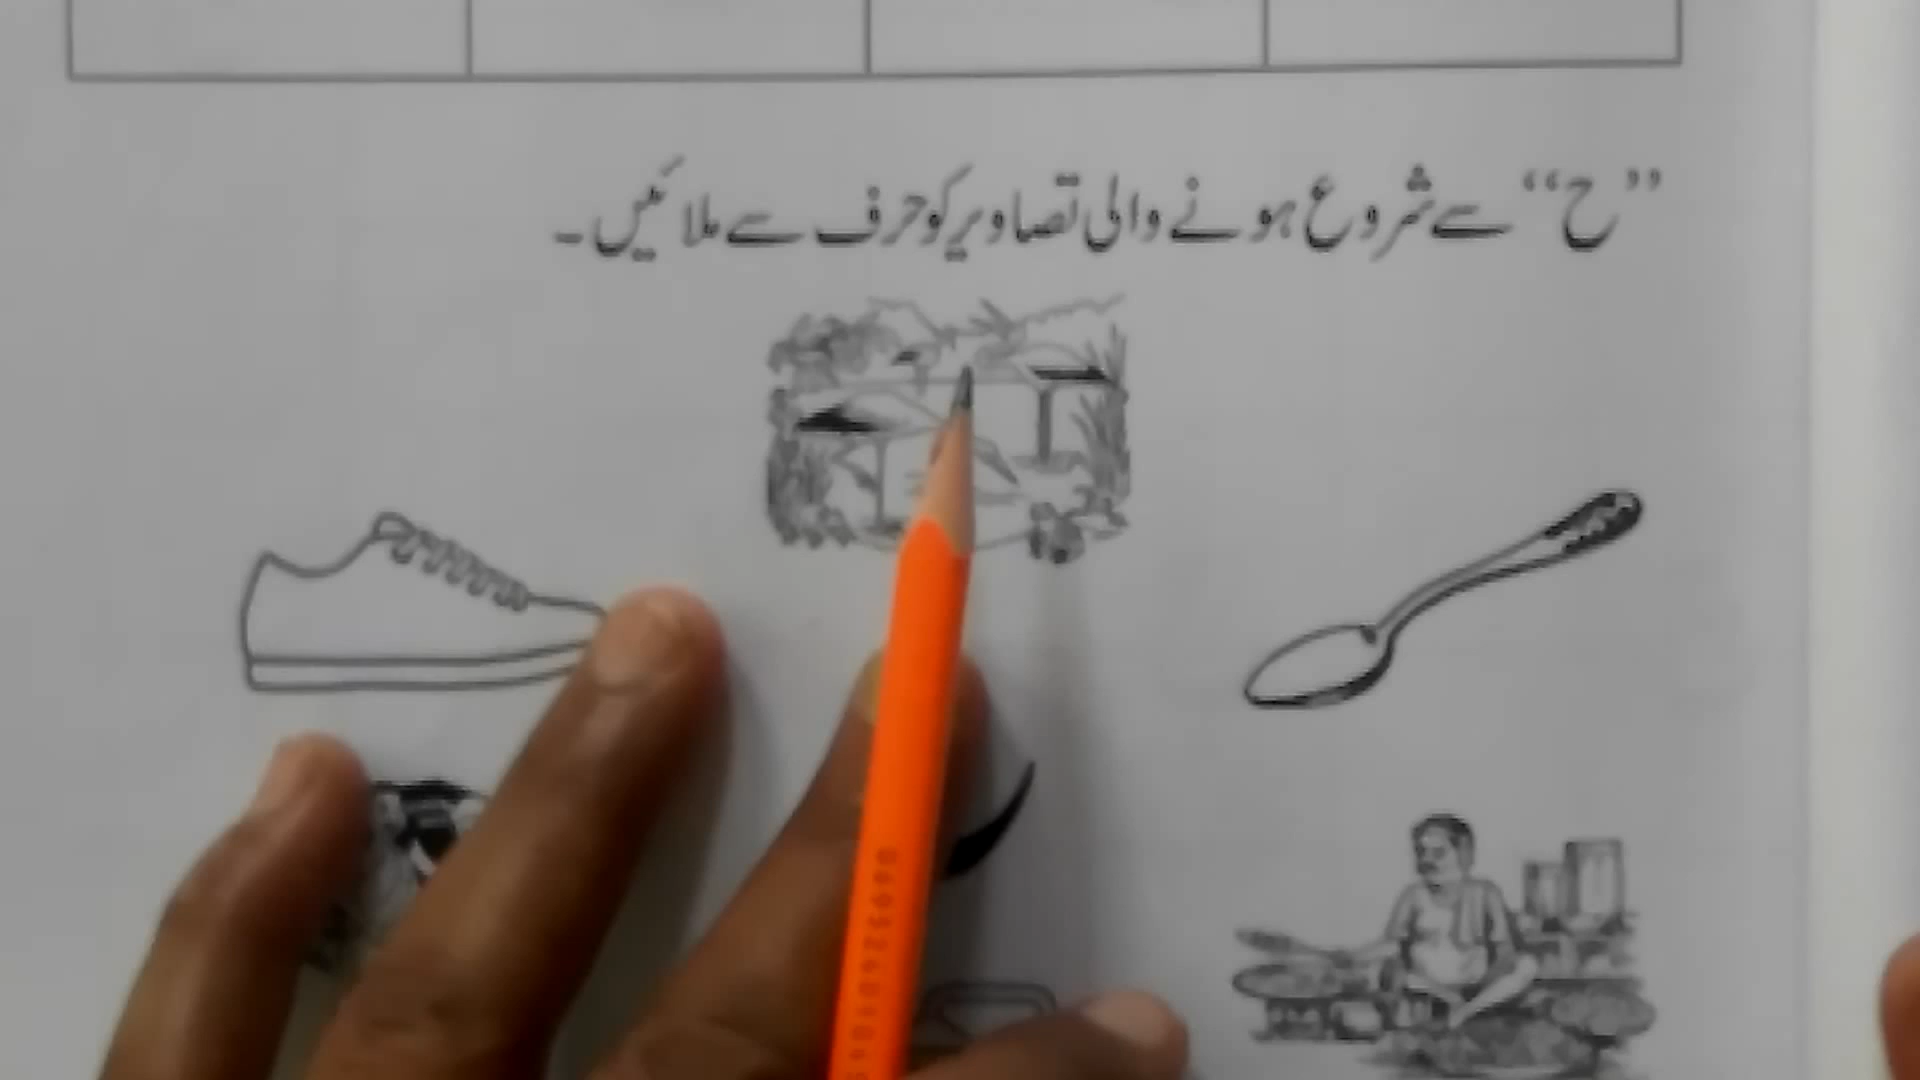 ”ح“ سے شروع ہونے والی تصاویر کو حرف سے ملائیں۔